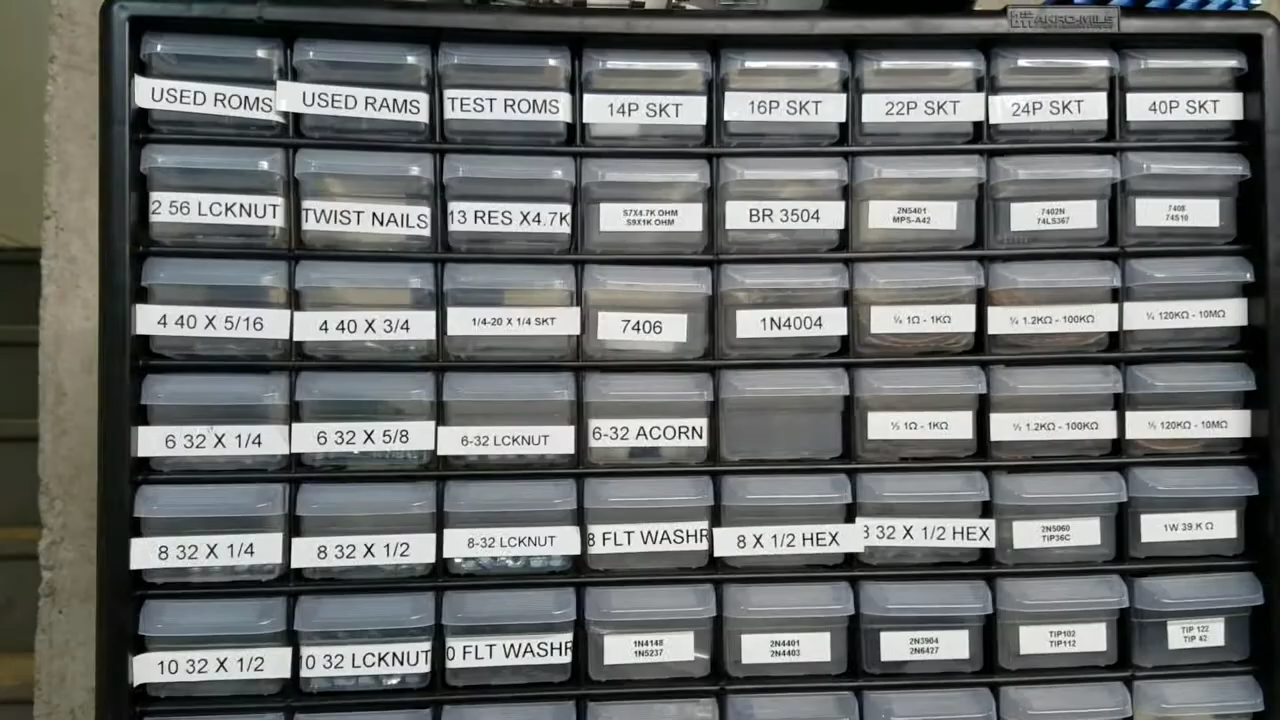 AKRO-MILS
USED ROMS
USED RAMS
TEST ROMS
14P SKT
16P SKT
22P SKT
24P SKT
40P SKT
2 56 LCKNUT
TWIST NAILS
13 RES X4.7K
S7X4.7K OHM
S9X1K OHM
BR 3504
2N5401
MPS-A42
7402N
74LS367
7408
74S10
4 40 X 5/16
4 40 X 3/4
1/4-20 X 1/4 SKT
7406
1N4004
¼ 1Ω - 1KΩ
¼ 1.2KΩ - 100KΩ
¼ 120KΩ - 10MΩ
6 32 X 1/4
6 32 X 5/8
6-32 LCKNUT
6-32 ACORN
½ 1Ω - 1KΩ
½ 1.2KΩ - 100KΩ
½ 120KΩ - 10MΩ
8 32 X 1/4
8 32 X 1/2
8-32 LCKNUT
8 FLT WASHR
8 X 1/2 HEX
8 32 X 1/2 HEX
2N5060
TIP36C
1W 39 K Ω
10 32 X 1/2
10 32 LCKNUT
0 FLT WASHR
1N4148
1N5237
2N4401
2N4403
2N3904
2N6427
TIP102
TIP112
TIP 122
TIP 42